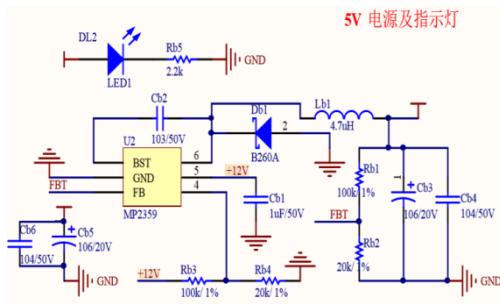 5V 电源及指示灯
DL2
LED1
Rb5
2.2k
GND
Cb2
103/50V
Db1
2
B260A
Lb1
4.7uH
U2
BST
GND
FB
MP2359
6
5
4
+12V
FBT
Cb1
1uF/50V
Rb1
100k/ 1%
FBT
Rb2
20k/ 1%
1
Cb3
106/20V
Cb4
104/50V
GND
Cb6
104/50V
Cb5
106/20V
GND
+12V
Rb3
100k/ 1%
Rb4
20k/ 1%